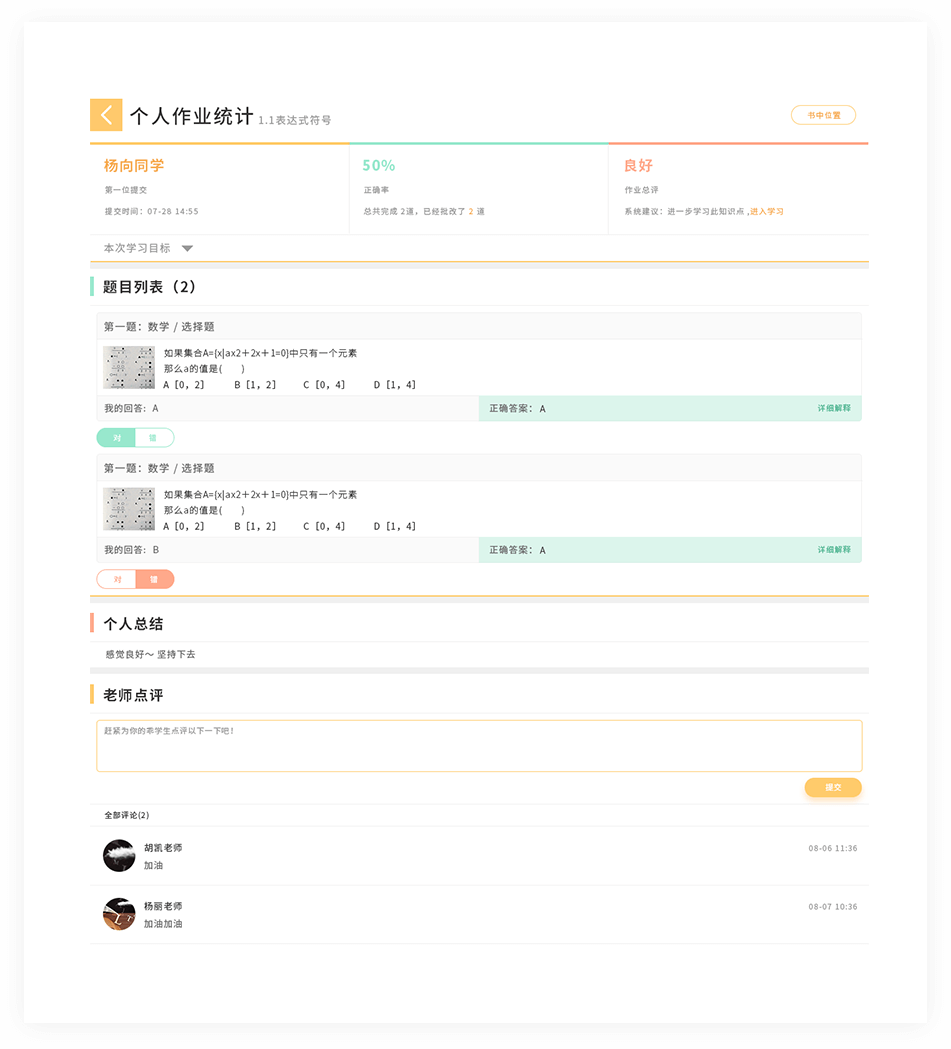 个人作业统计 1.1表达式符号
书中位置
杨向同学
第一位提交
提交时间：07-28 14:55
50%
正确率
总共完成 2道，已经批改了 2 道
良好
作业总评
系统建议：进一步学习此知识点 ,进入学习
本次学习目标
题目列表（2）
第一题：数学 / 选择题
如果集合A={x|ax2＋2x＋1=0}中只有一个元素
那么a的值是( )
A［0，2］ B［1，2］ C［0，4］ D［1，4］
我的回答：A
正确答案： A
详细解释
对 错
第一题：数学 / 选择题
如果集合A={x|ax2＋2x＋1=0}中只有一个元素
那么a的值是( )
A［0，2］ B［1，2］ C［0，4］ D［1，4］
我的回答：B
正确答案： A
详细解释
对 错
个人总结
感觉良好～ 坚持下去
老师点评
赶紧为你的乖学生点评以下一下吧！
提交
全部评论(2)
胡凯老师
08-06 11:36
加油
杨丽老师
08-07 10:36
加油加油